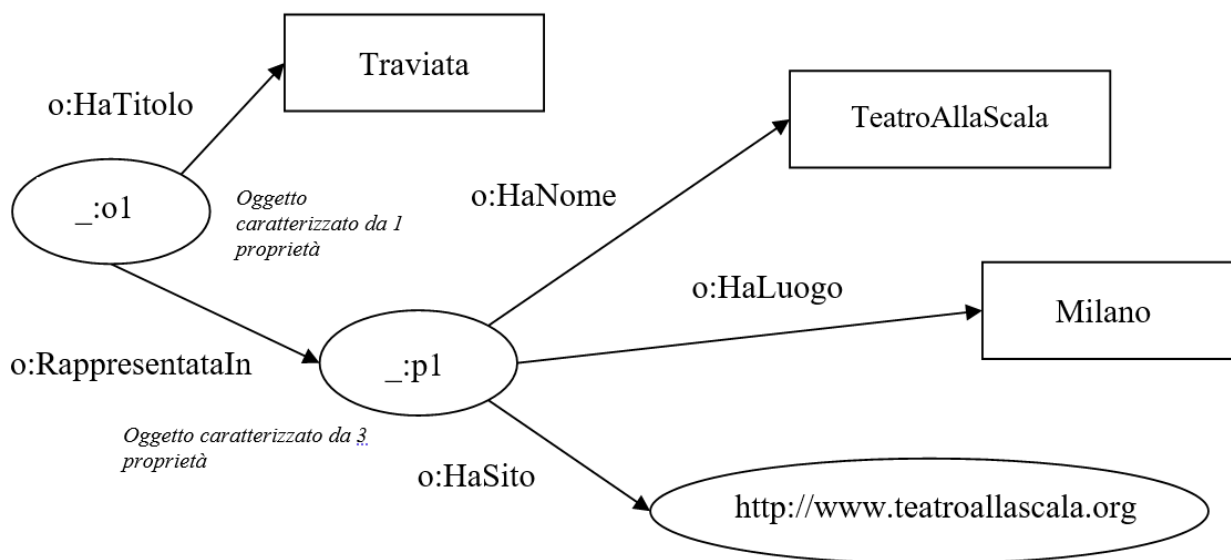 Traviata
o:HaTitolo
TeatroAllaScala
_:o1
Oggetto
caratterizzato da 1
proprietà
o:HaNome
o:HaLuogo
Milano
o:RappresentataIn
_:p1
Oggetto caratterizzato da 3
proprietà
o:HaSito
http://www.teatroallascala.org